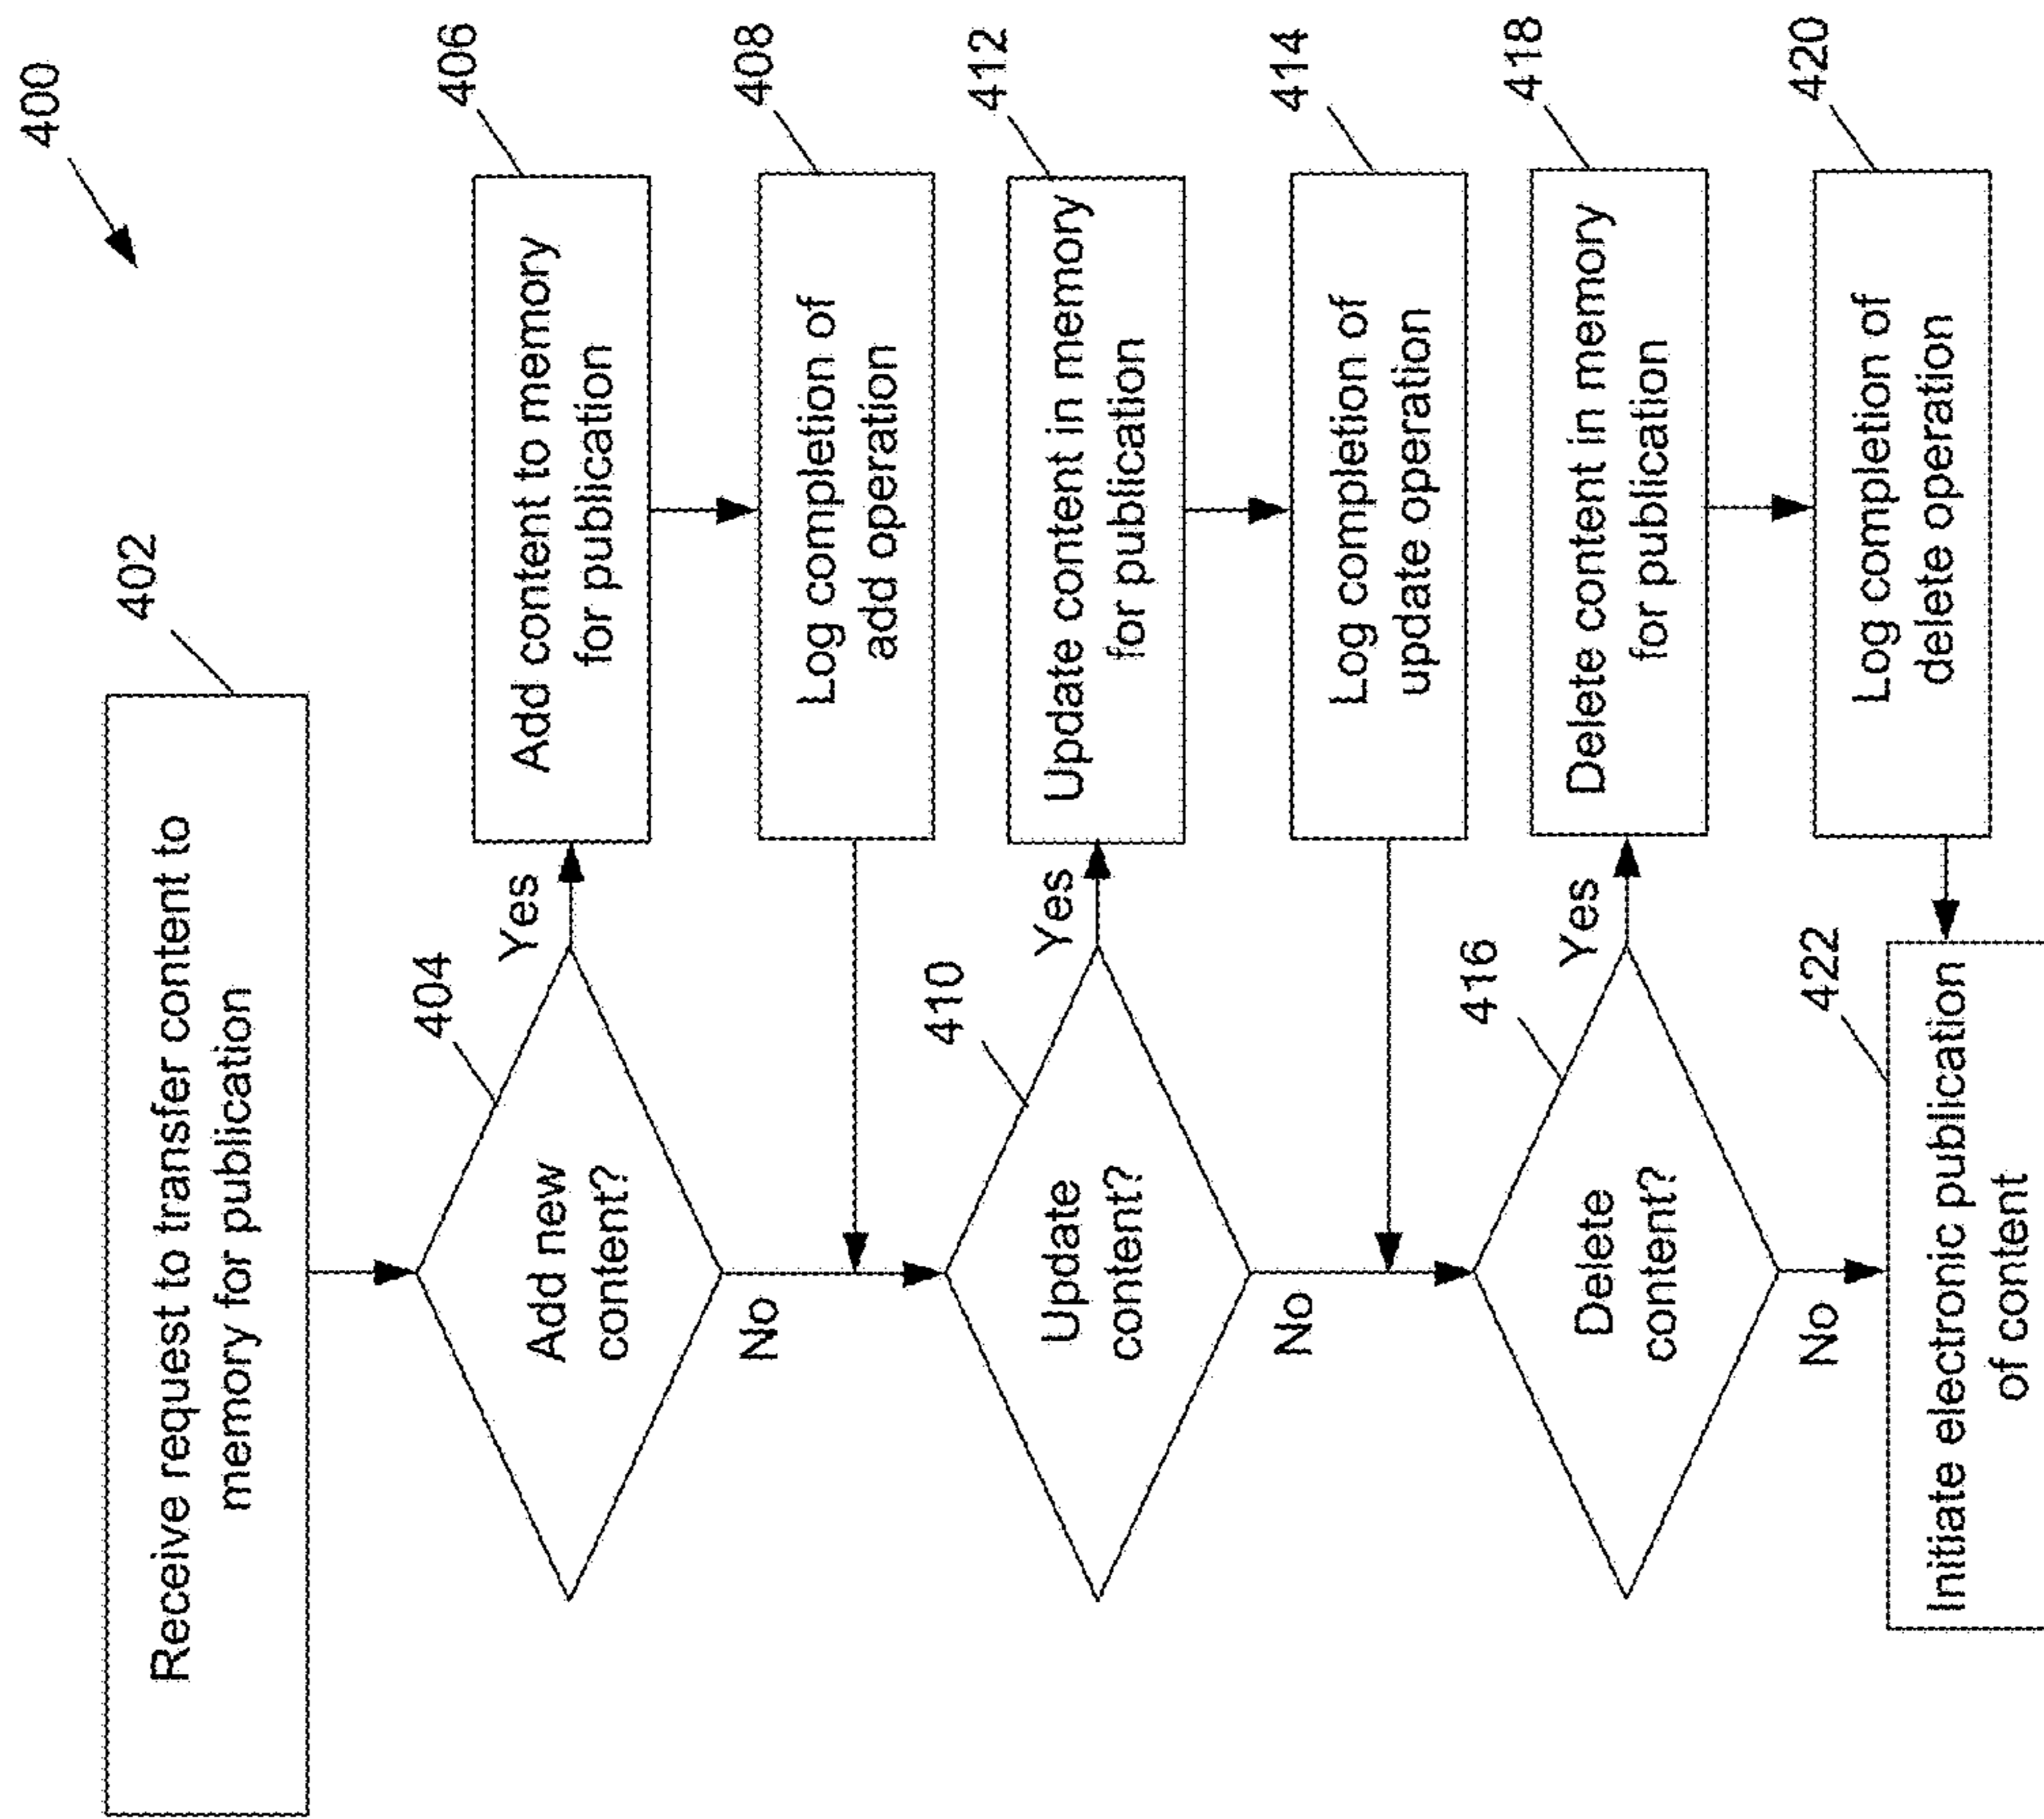 400
402
Receive request to transfer content to
memory for publication
404
Add new
content?
Yes
No
406
Add content to memory
for publication
408
Log completion of
add operation
410
Update
content?
Yes
No
412
Update content in memory
for publication
414
Log completion of
update operation
416
Delete
content?
Yes
No
418
Delete content in memory
for publication
420
Log completion of
delete operation
422
Initiate electronic publication
of content